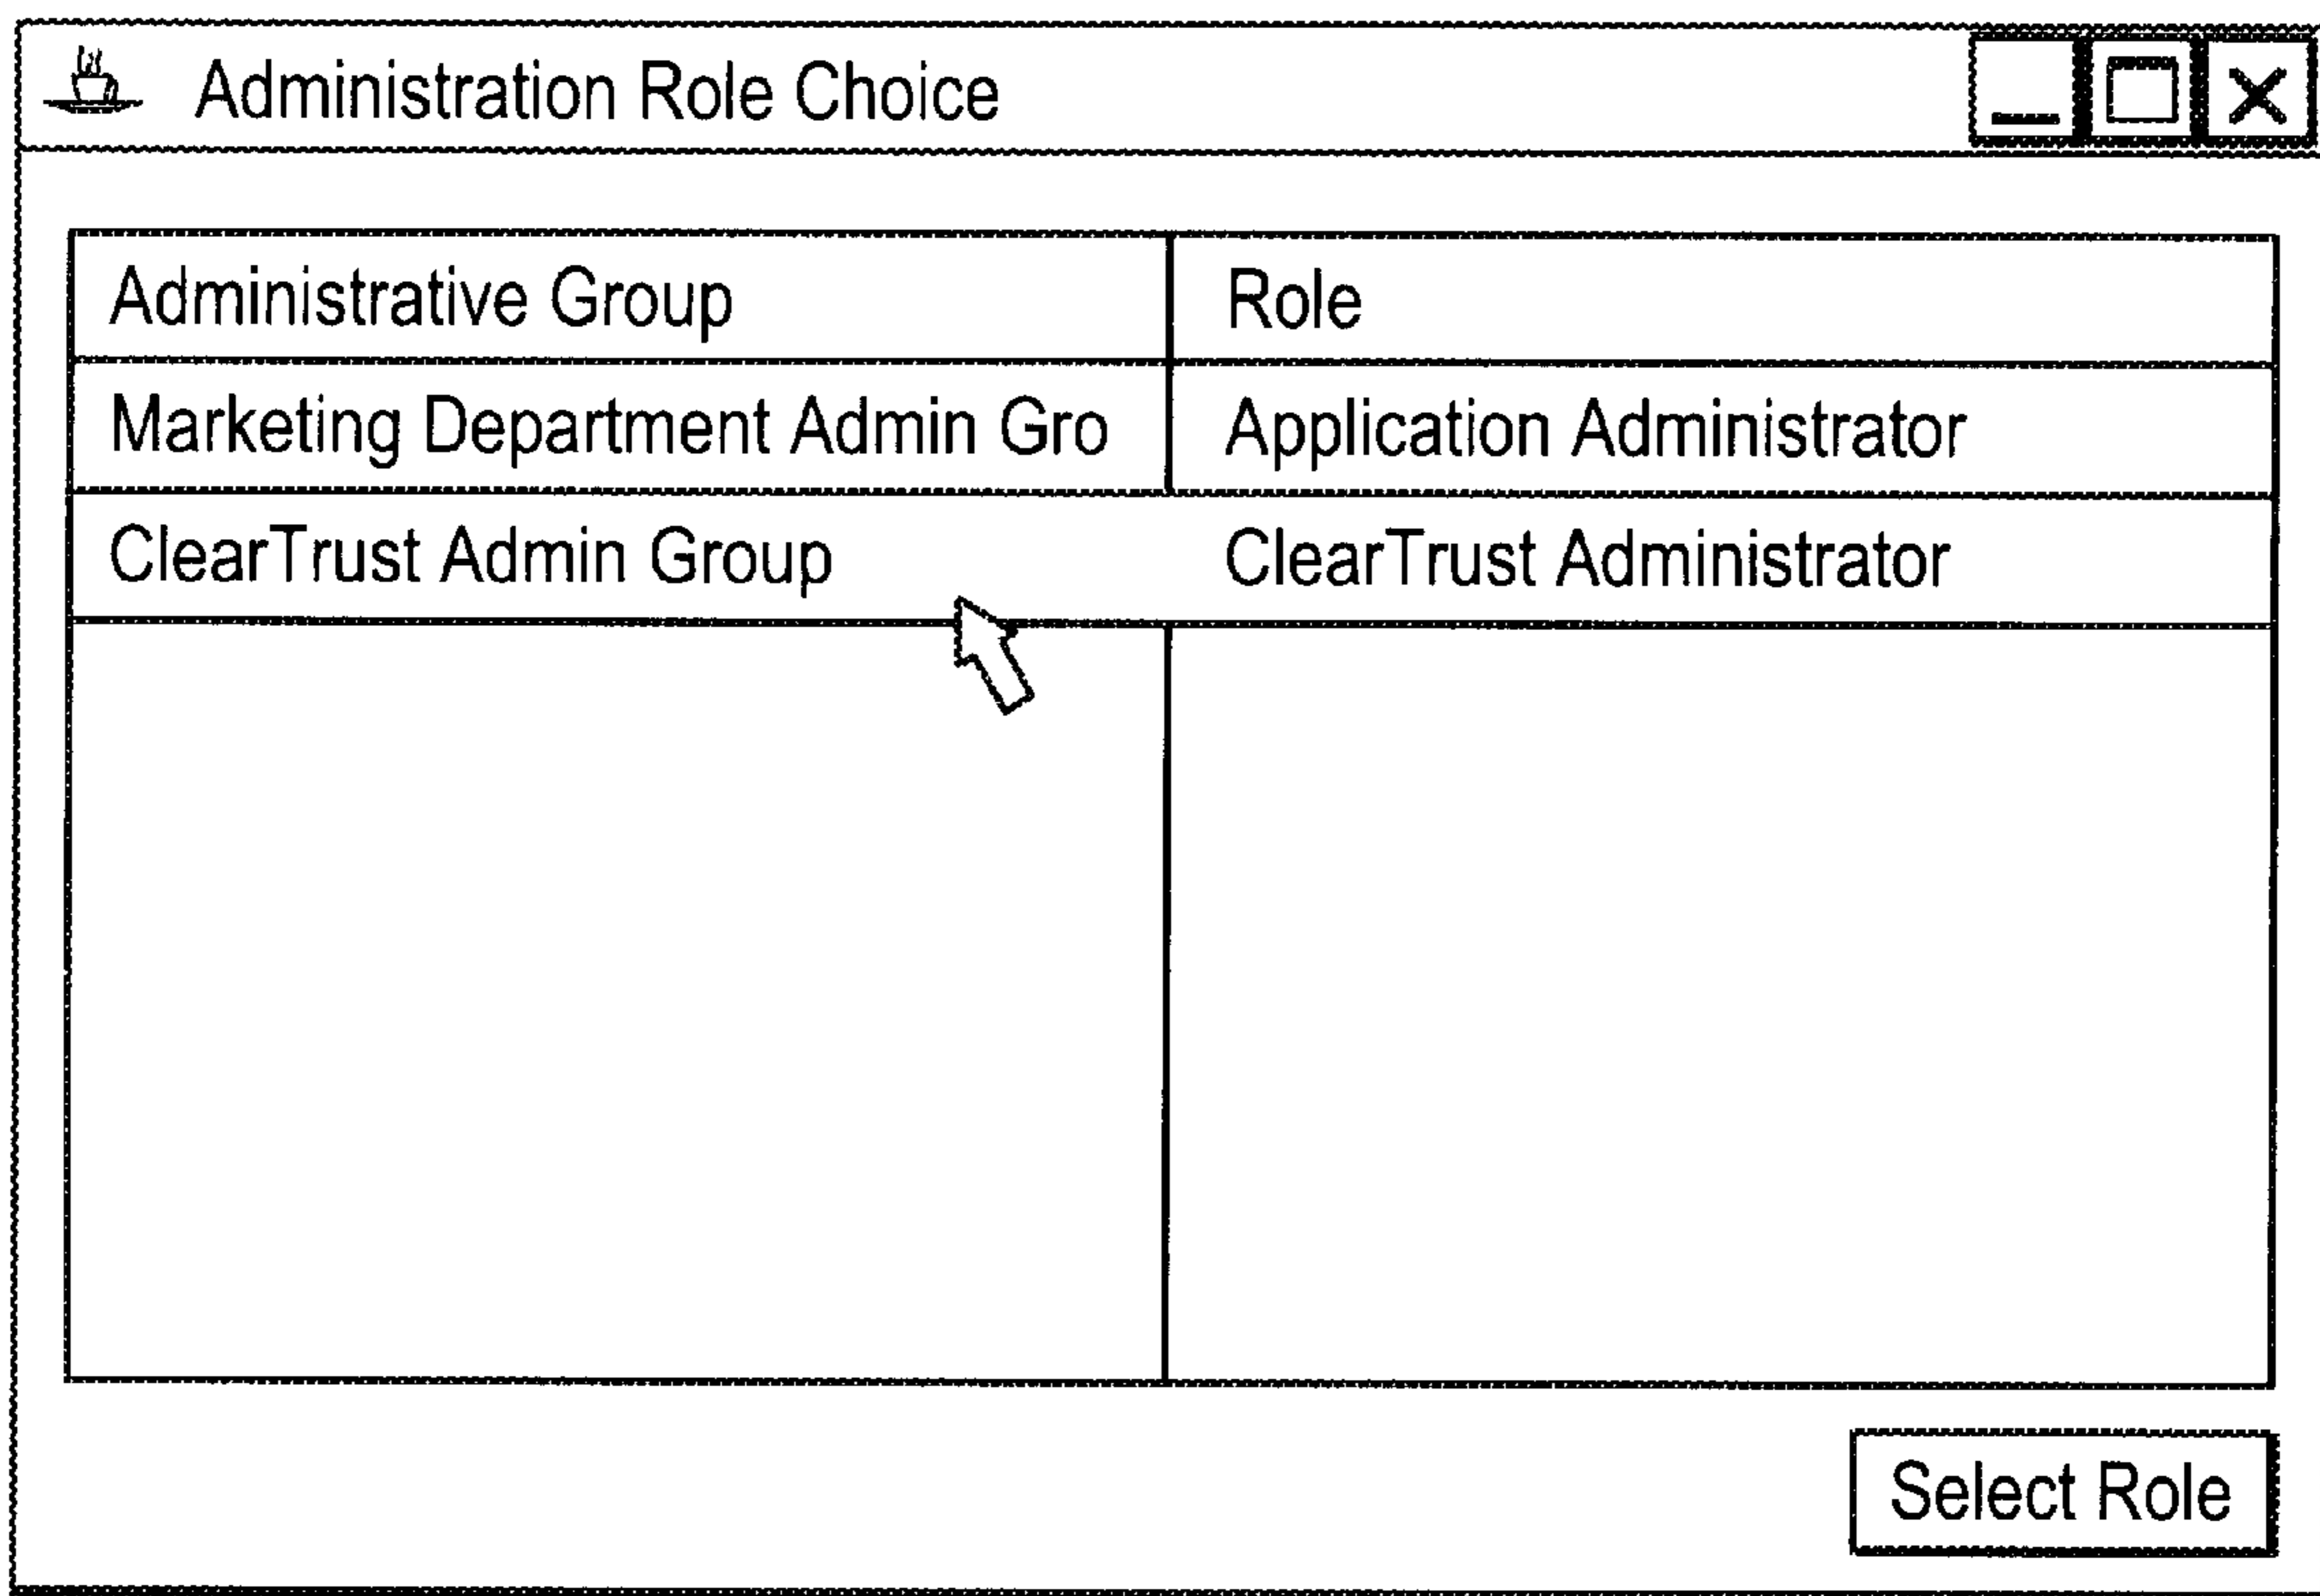 Administration Role Choice
Administrative Group Role
Marketing Department Admin Gro Application Administrator
ClearTrust Admin Group ClearTrust Administrator
Select Role